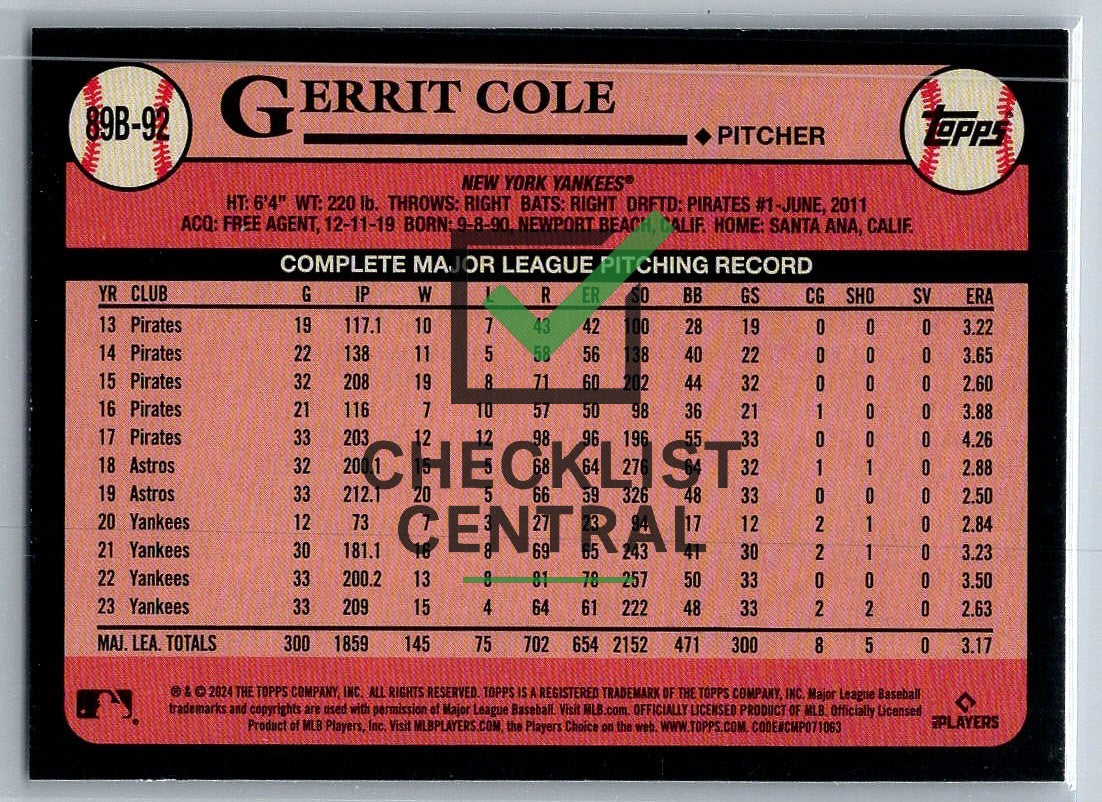 89B-92
GERRIT COLE
◆ PITCHER
TOPPS
NEW YORK YANKEES®
HT: 6'4" WT: 220 lb. THROWS: RIGHT BATS: RIGHT DRFTD: PIRATES #1-JUNE, 2011
ACQ: FREE AGENT, 12-11-19 BORN: 9-8-90, NEWPORT BEACH, CALIF. HOME: SANTA ANA, CALIF.
COMPLETE MAJOR LEAGUE PITCHING RECORD
YR CLUB G IP W L R ER SO BB GS CG SHO SV ERA
13 Pirates 19 117.1 10 7 43 42 100 28 19 0 0 0 3.22
14 Pirates 22 138 11 5 58 56 138 40 22 0 0 0 3.65
15 Pirates 32 208 19 8 71 60 202 44 32 0 0 0 2.60
16 Pirates 21 116 7 10 57 50 98 36 21 1 0 0 3.88
17 Pirates 33 203 12 12 98 96 196 55 33 0 0 0 4.26
18 Astros 32 200.1 15 5 68 64 276 64 32 1 1 0 2.88
19 Astros 33 212.1 20 5 66 59 326 48 33 0 0 0 2.50
20 Yankees 12 73 7 3 27 23 94 17 12 2 1 0 2.84
21 Yankees 30 181.1 16 8 69 65 243 41 30 2 1 0 3.23
22 Yankees 33 200.2 13 8 81 78 257 50 33 0 0 0 3.50
23 Yankees 33 209 15 4 64 61 222 48 33 2 2 0 2.63
MAJ. LEA. TOTALS 300 1859 145 75 702 654 2152 471 300 8 5 0 3.17
CHECKLIST
CENTRAL
® & © 2024 THE TOPPS COMPANY, INC. ALL RIGHTS RESERVED. TOPPS IS A REGISTERED TRADEMARK OF THE TOPPS COMPANY, INC. Major League Baseball
trademarks and copyrights are used with permission of Major League Baseball. Visit MLB.com. OFFICIALLY LICENSED PRODUCT OF MLB. Officially Licensed
Product of MLB Players, Inc. Visit MLBPLAYERS.COM, the Players Choice on the web. WWW.TOPPS.COM. CODE#CMP071063
PLAYERS